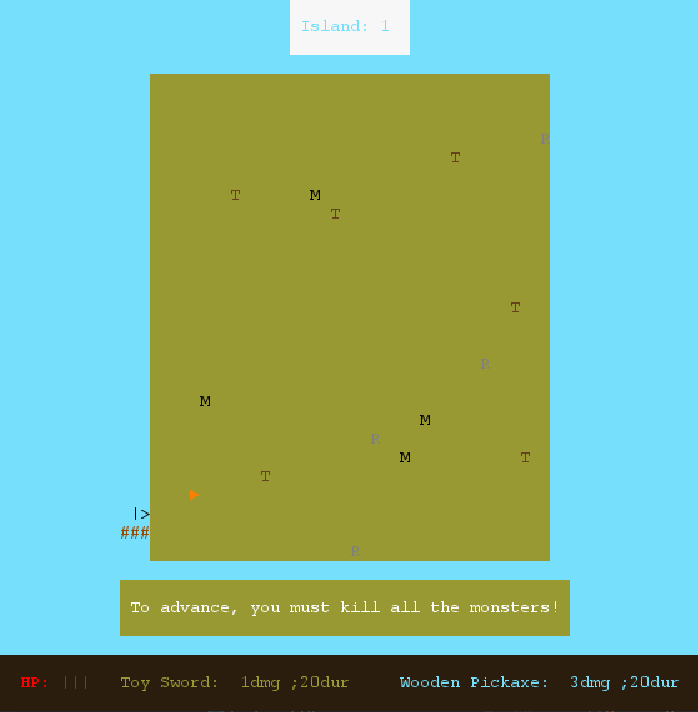 Island: 1
R
T
T M
T
T
R
M
M
R
M T
T
|>
###
R
To advance, you must kill all the monsters!
HP: ||| Toy Sword: 1dmg ;20dur Wooden Pickaxe: 3dmg ;20dur